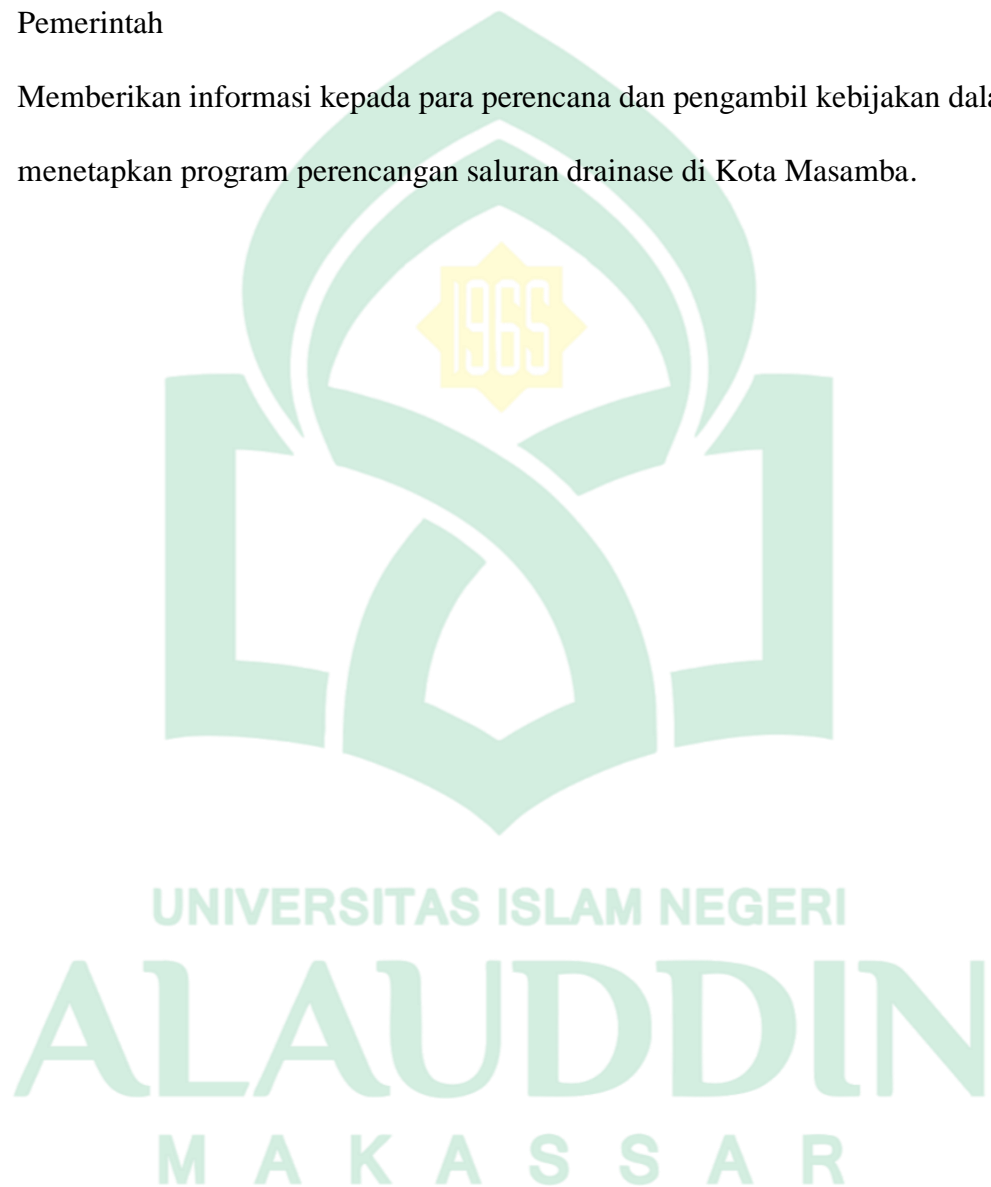 Pemerintah
Memberikan informasi kepada para perencana dan pengambil kebijakan
menetapkan program perencangan saluran drainase di Kota Masamba.
1965
UNIVERSITAS ISLAM NEGERI
ALAUDDIN
MAKASSAR